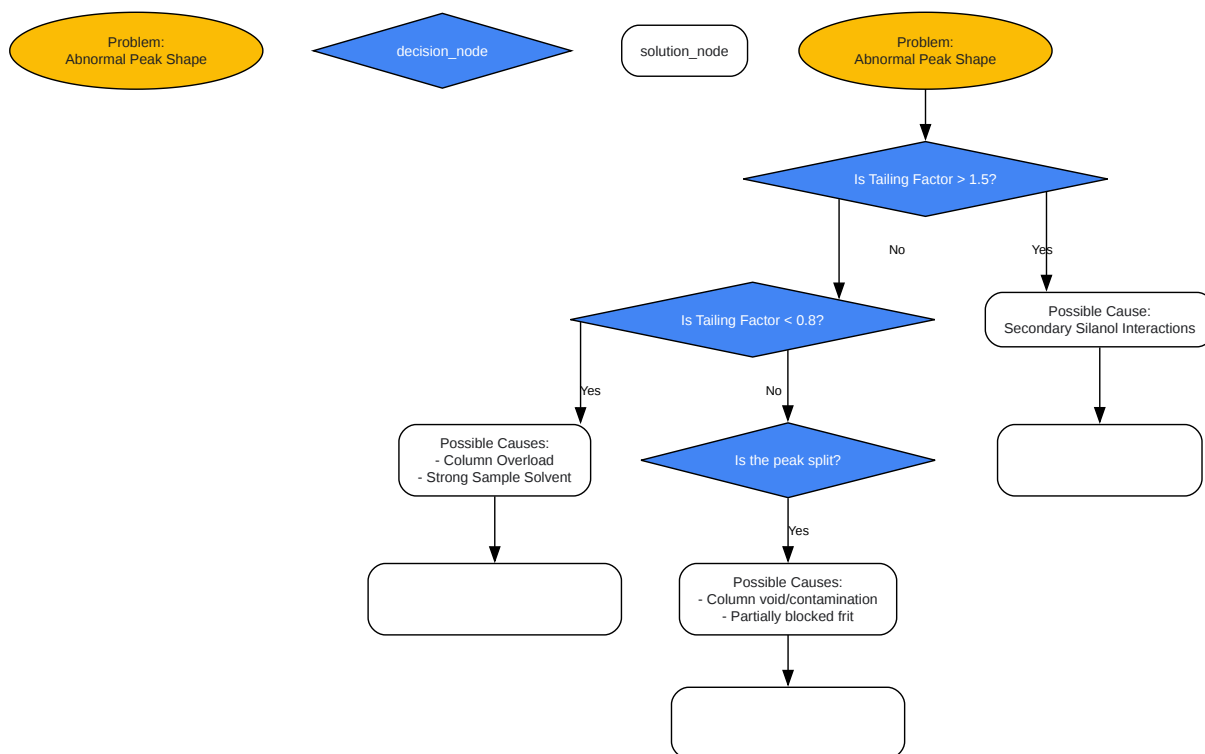 Problem:
Abnormal Peak Shape
decision_node
solution_node
Problem:
Abnormal Peak Shape
Is Tailing Factor > 1.5?
No
Yes
Is Tailing Factor < 0.8?
Possible Cause:
Secondary Silanol Interactions
Yes
No
Possible Causes:
- Column Overload
- Strong Sample Solvent
Is the peak split?
Yes
Possible Causes:
- Column void/contamination
- Partially blocked frit